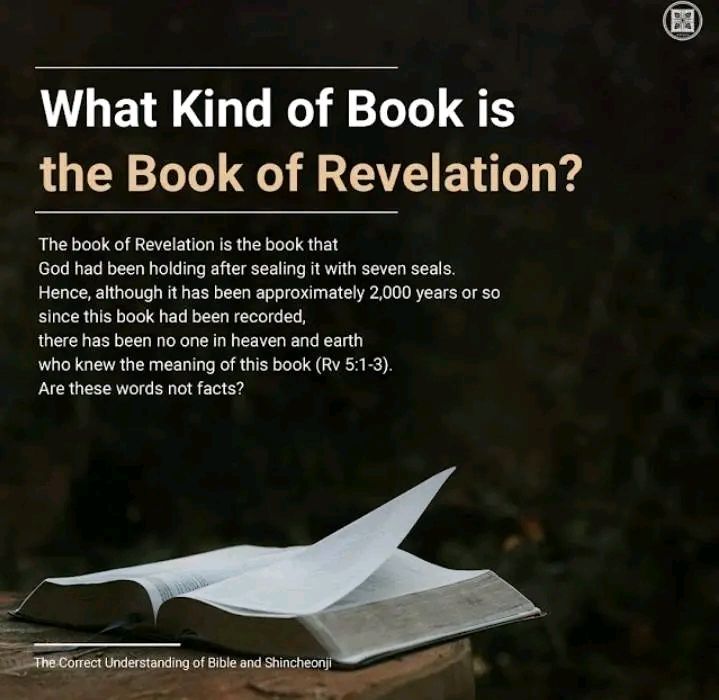 What Kind of Book is
the Book of Revelation?
The book of Revelation is the book that
God had been holding after sealing it with seven seals.
Hence, although it has been approximately 2,000 years or so
since this book had been recorded,
there has been no one in heaven and earth
who knew the meaning of this book (Rv 5:1-3).
Are these words not facts?
The Correct Understanding of Bible and Shincheonji